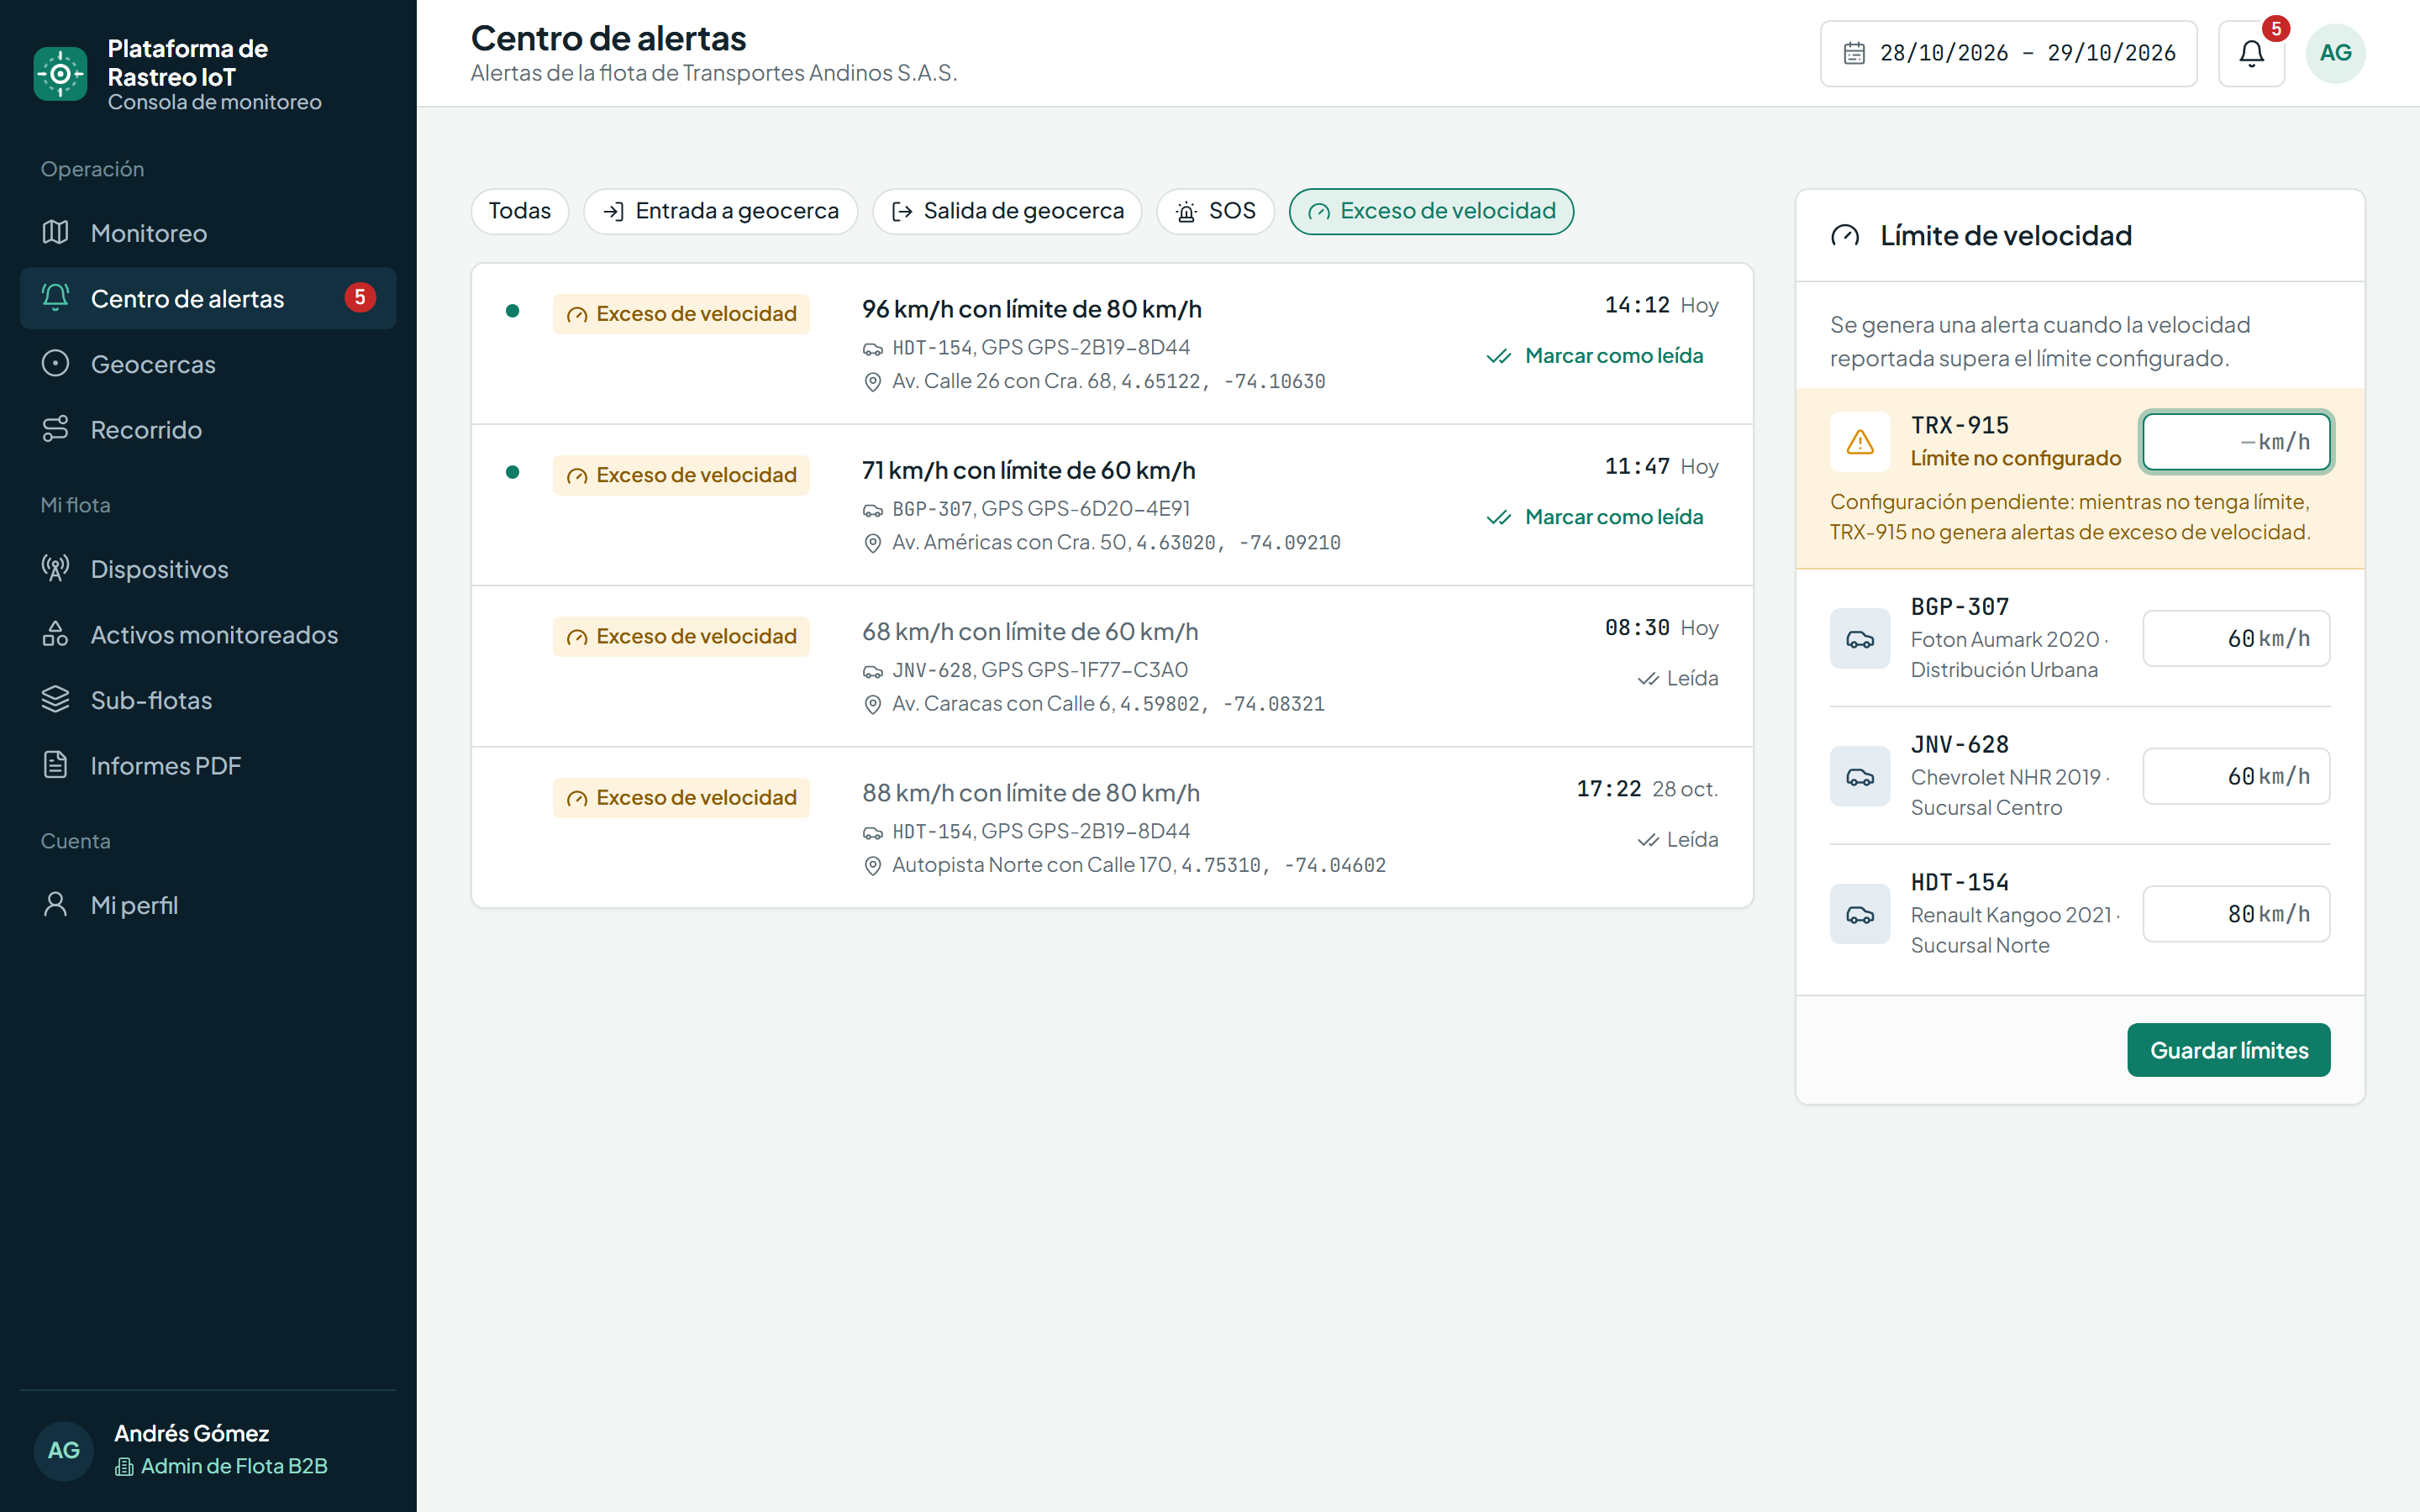 Plataforma de
Rastreo IoT
Consola de monitoreo
Operación
Monitoreo
Centro de alertas 5
Geocercas
Recorrido
Mi flota
Dispositivos
Activos monitoreados
Sub-flotas
Informes PDF
Cuenta
Mi perfil
AG
Andrés Gómez
Admin de Flota B2B
Centro de alertas
Alertas de la flota de Transportes Andinos S.A.S.
28/10/2026 – 29/10/2026
5
AG
Todas
Entrada a geocerca
Salida de geocerca
SOS
Exceso de velocidad
Exceso de velocidad
96 km/h con límite de 80 km/h
HDT-154, GPS GPS-2B19-8D44
Av. Calle 26 con Cra. 68, 4.65122, -74.10630
14:12 Hoy
Marcar como leída
Exceso de velocidad
71 km/h con límite de 60 km/h
BGP-307, GPS GPS-6D20-4E91
Av. Américas con Cra. 50, 4.63020, -74.09210
11:47 Hoy
Marcar como leída
Exceso de velocidad
68 km/h con límite de 60 km/h
JNV-628, GPS GPS-1F77-C3A0
Av. Caracas con Calle 6, 4.59802, -74.08321
08:30 Hoy
Leída
Exceso de velocidad
88 km/h con límite de 80 km/h
HDT-154, GPS GPS-2B19-8D44
Autopista Norte con Calle 170, 4.75310, -74.04602
17:22 28 oct.
Leída
Límite de velocidad
Se genera una alerta cuando la velocidad
reportada supera el límite configurado.
TRX-915
Límite no configurado
– km/h
Configuración pendiente: mientras no tenga límite,
TRX-915 no genera alertas de exceso de velocidad.
BGP-307
Foton Aumark 2020 ·
Distribución Urbana
60 km/h
JNV-628
Chevrolet NHR 2019 ·
Sucursal Centro
60 km/h
HDT-154
Renault Kangoo 2021 ·
Sucursal Norte
80 km/h
Guardar límites